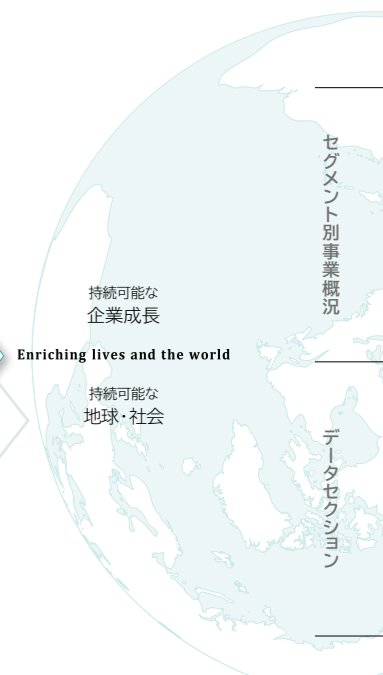 持続可能な
企業成長
Enriching lives and the world
持続可能な
地球・社会
セグメント別事業概況
データセクション